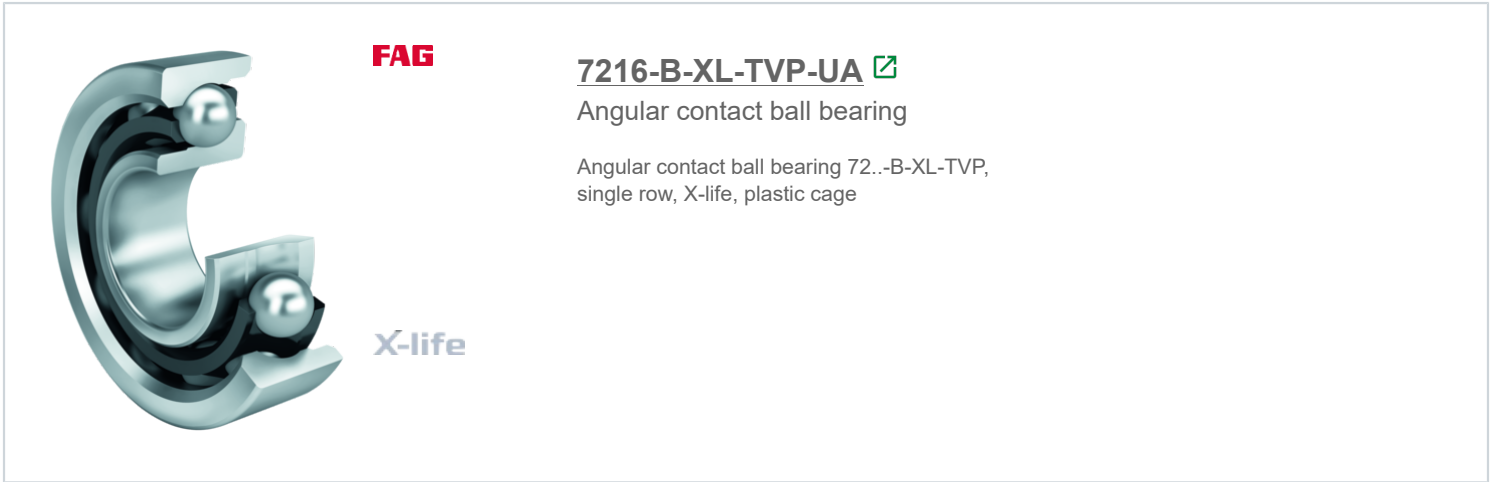 FAG
7216-B-XL-TVP-UA
Angular contact ball bearing
Angular contact ball bearing 72..-B-XL-TVP,
single row, X-life, plastic cage
X-life